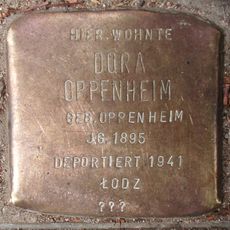 HIER WOHNTE
DORA
OPPENHEIM
GEB. OPPENHEIM
JG. 1895
DEPORTIERT 1941
ŁODZ
???